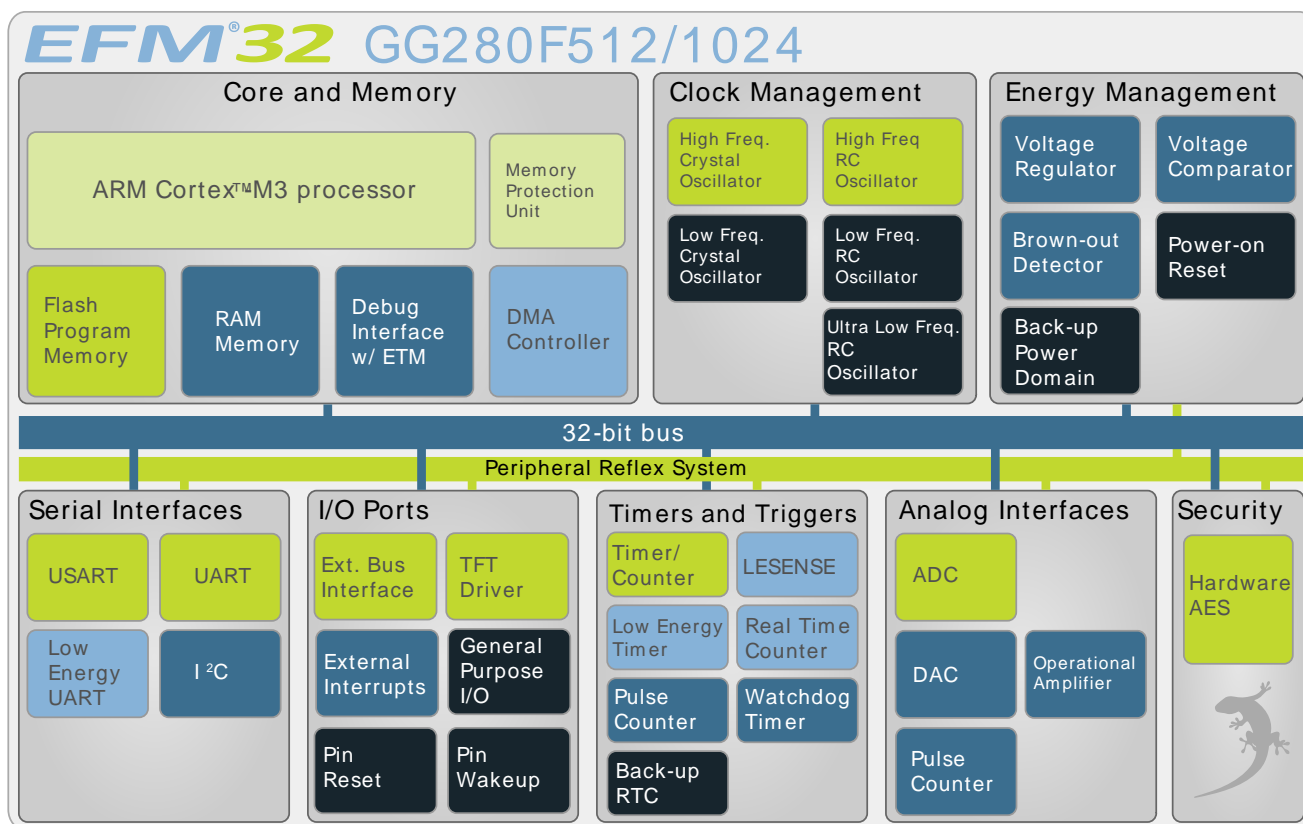 EFM®32 GG280F512/1024
Core and Memory
ARM Cortex™M3 processor
Memory
Protection
Unit
Flash
Program
Memory
RAM
Memory
Debug
Interface
w/ ETM
DMA
Controller
Clock Management
High Freq.
Crystal
Oscillator
High Freq
RC
Oscillator
Low Freq.
Crystal
Oscillator
Low Freq.
RC
Oscillator
Ultra Low Freq.
RC
Oscillator
Energy Management
Voltage
Regulator
Voltage
Comparator
Brown-out
Detector
Power-on
Reset
Back-up
Power
Domain
32-bit bus
Peripheral Reflex System
Serial Interfaces
USART
UART
Low
Energy
UART
I²C
I/O Ports
Ext. Bus
Interface
TFT
Driver
External
Interrupts
General
Purpose
I/O
Pin
Reset
Pin
Wakeup
Timers and Triggers
Timer/
Counter
LESENSE
Low Energy
Timer
Real Time
Counter
Pulse
Counter
Watchdog
Timer
Back-up
RTC
Analog Interfaces
ADC
DAC
Operational
Amplifier
Pulse
Counter
Security
Hardware
AES